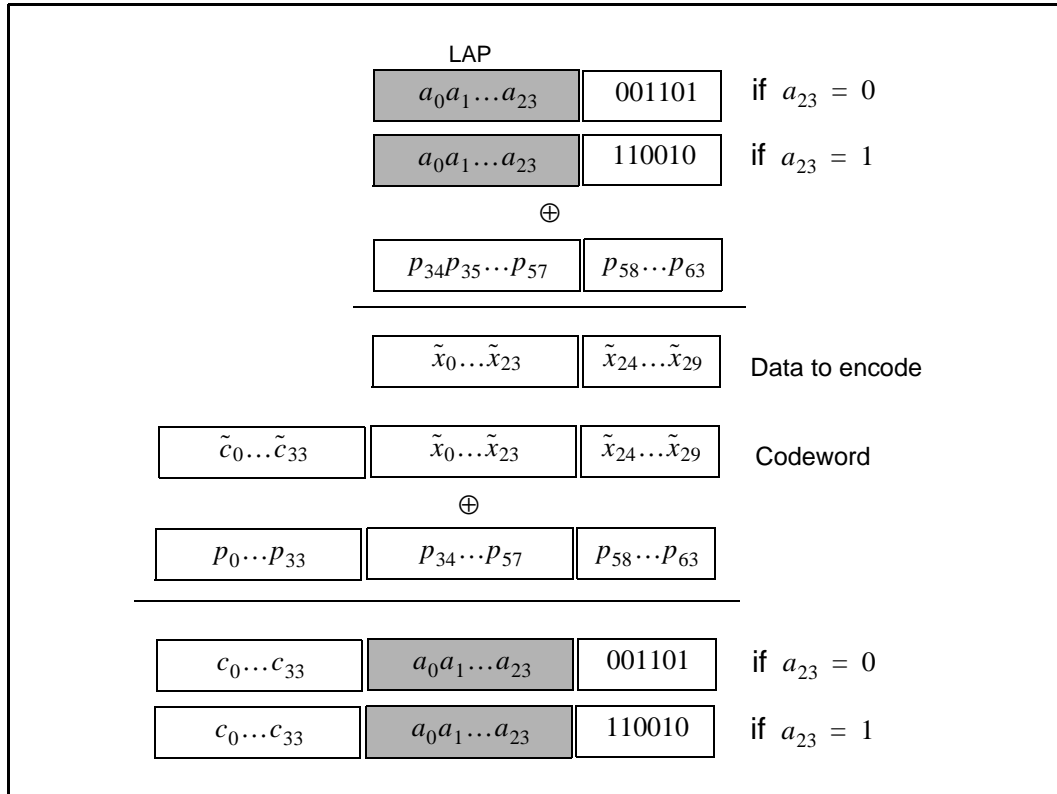 LAP
a₀a₁…a₂₃ 001101 if a₂₃ = 0
a₀a₁…a₂₃ 110010 if a₂₃ = 1
⊕
p₃₄p₃₅…p₅₇ p₅₈…p₆₃
x̃₀…x̃₂₃ x̃₂₄…x̃₂₉ Data to encode
c̃₀…c̃₃₃ x̃₀…x̃₂₃ x̃₂₄…x̃₂₉ Codeword
⊕
p₀…p₃₃ p₃₄…p₅₇ p₅₈…p₆₃
c₀…c₃₃ a₀a₁…a₂₃ 001101 if a₂₃ = 0
c₀…c₃₃ a₀a₁…a₂₃ 110010 if a₂₃ = 1